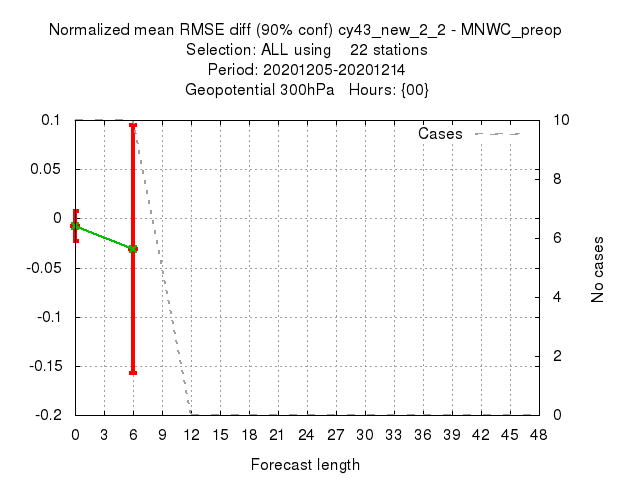 Normalized mean RMSE diff (90% conf) cy43_new_2_2 - MNWC_preop
Selection: ALL using 22 stations
Period: 20201205-20201214
Geopotential 300hPa Hours: {00}
Cases
0.1
0.05
0
-0.05
-0.1
-0.15
-0.2
10
8
6
4
2
0
No cases
0 3 6 9 12 15 18 21 24 27 30 33 36 39 42 45 48
Forecast length